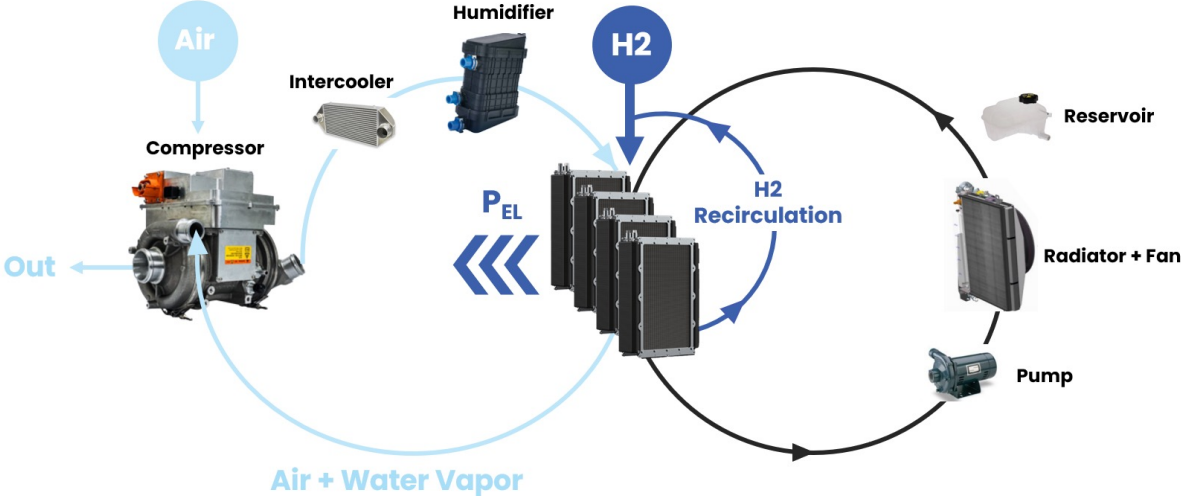 Air
Humidifier
H2
Intercooler
Reservoir
Compressor
H2
Recirculation
PEL
Out
Radiator + Fan
Pump
Air + Water Vapor